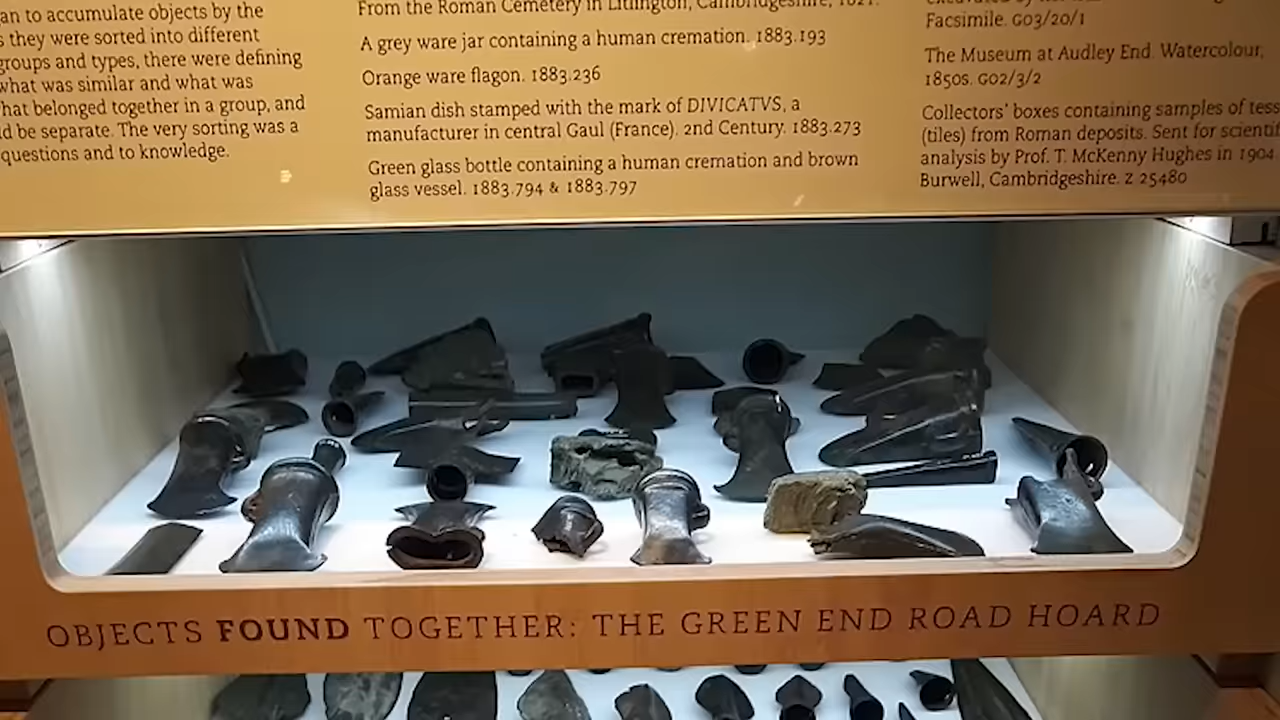 an to accumulate objects by the
s they were sorted into different
groups and types, there were defining
what was similar and what was
hat belonged together in a group, and
d be separate. The very sorting was a
questions and to knowledge.
From the Roman Cemetery in Litlington, Cambridgeshire, 1821.
A grey ware jar containing a human cremation. 1883.193
Orange ware flagon. 1883.236
Samian dish stamped with the mark of DIVICATVS, a
manufacturer in central Gaul (France). 2nd Century. 1883.273
Green glass bottle containing a human cremation and brown
glass vessel. 1883.794 & 1883.797
Facsimile. G03/20/1
The Museum at Audley End. Watercolour,
1850s. G02/3/2
Collectors' boxes containing samples of tess
(tiles) from Roman deposits. Sent for scientif
analysis by Prof. T. McKenny Hughes in 1904.
Burwell, Cambridgeshire. Z 25480
OBJECTS FOUND TOGETHER: THE GREEN END ROAD HOARD